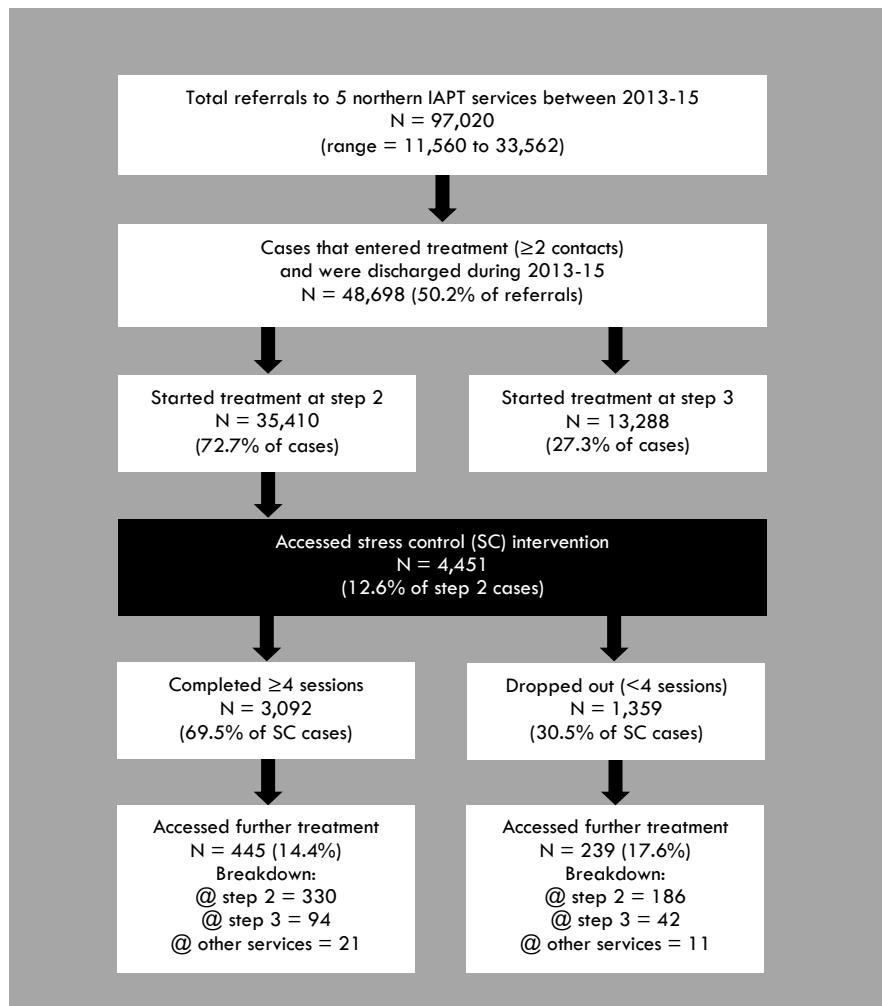 Total referrals to 5 northern IAPT services between 2013-15
N = 97,020
(range = 11,560 to 33,562)
Cases that entered treatment (≥2 contacts)
and were discharged during 2013-15
N = 48,698 (50.2% of referrals)
Started treatment at step 2
N = 35,410
(72.7% of cases)
Started treatment at step 3
N = 13,288
(27.3% of cases)
Accessed stress control (SC) intervention
N = 4,451
(12.6% of step 2 cases)
Completed ≥4 sessions
N = 3,092
(69.5% of SC cases)
Dropped out (<4 sessions)
N = 1,359
(30.5% of SC cases)
Accessed further treatment
N = 445 (14.4%)
Breakdown:
@ step 2 = 330
@ step 3 = 94
@ other services = 21
Accessed further treatment
N = 239 (17.6%)
Breakdown:
@ step 2 = 186
@ step 3 = 42
@ other services = 11